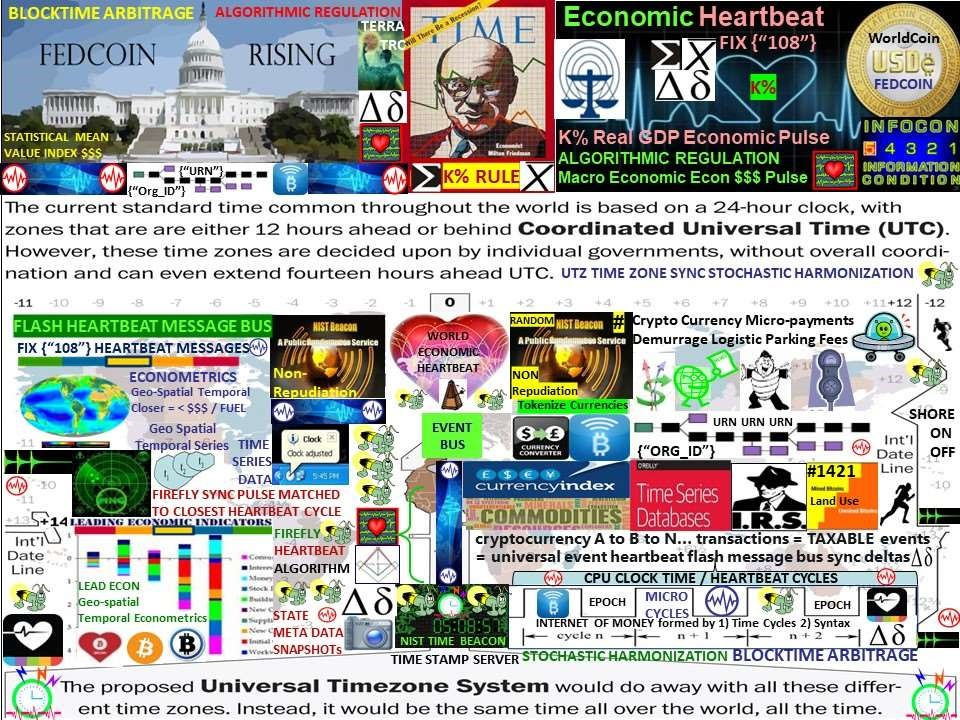 BLOCKTIME ARBITRAGE
ALGORITHMIC REGULATION
FEDCOIN RISING
TERRA
TRC
Δδ
STATISTICAL MEAN
VALUE INDEX $$$
{“URN”}
{“Org_ID”}
TIME
Will There Be a Recession?
Economist
Milton Friedman
Σ K% RULE X
Economic Heartbeat
FIX {“108”}
ΣX
Δδ
K%
WorldCoin
USDe
FEDCOIN
K% Real GDP Economic Pulse
ALGORITHMIC REGULATION
Macro Economic Econ $$$ Pulse
INFOCON
5 4 3 2 1
INFORMATION
CONDITION
The current standard time common throughout the world is based on a 24-hour clock, with
zones that are are either 12 hours ahead or behind Coordinated Universal Time (UTC).
However, these time zones are decided upon by individual governments, without overall coordi-
nation and can even extend fourteen hours ahead UTC. UTZ TIME ZONE SYNC STOCHASTIC HARMONIZATION
-11 -10 -9 -8 -7 -6 -5 -4 -3 -2 -1 0 +1 +2 +3 +4 +5 +6 +7 +8 +9 +10 +11 +12 -12
FLASH HEARTBEAT MESSAGE BUS
FIX {“108”} HEARTBEAT MESSAGES
ECONOMETRICS
Geo-Spatial Temporal
Closer = < $$$ / FUEL
Geo Spatial
Temporal Series
TIME
SERIES
DATA
NIST Beacon
A Public Randomness Service
Non-
Repudiation
Clock
Clock adjusted
5:45 PM
WORLD
ECONOMIC
HEARTBEAT
EVENT
BUS
RANDOM #
NIST Beacon
A Public Randomness Service
NON
Repudiation
Tokenize Currencies
CURRENCY
CONVERTER
Crypto Currency Micro-payments
Demurrage Logistic Parking Fees
+12
URN URN URN
{“ORG_ID”}
SHORE
ON
OFF
Int'l
Date
Line
-10
FIREFLY SYNC PULSE MATCHED
TO CLOSEST HEARTBEAT CYCLE
+13
+14
LEADING ECONOMIC INDICATORS
Int'l
Date
Line
LEAD ECON
Geo-spatial
Temporal Econometrics
FIREFLY
HEARTBEAT
ALGORITHM
STATE
META DATA
SNAPSHOTs
Δδ
£ € $ ¥
currencyindex
COMMODITIES
O'REILLY
Time Series
Databases
I.R.S.
#1421
Land Use
cryptocurrency A to B to N... transactions = TAXABLE events
= universal event heartbeat flash message bus sync deltas Δδ
-11
CPU CLOCK TIME / HEARTBEAT CYCLES
EPOCH
MICRO
CYCLES
EPOCH
INTERNET OF MONEY formed by 1) Time Cycles 2) Syntax
cycle n n + 1 n + 2
Δδ
05:08:57
NIST TIME BEACON
TIME STAMP SERVER
STOCHASTIC HARMONIZATION BLOCKTIME ARBITRAGE
The proposed Universal Timezone System would do away with all these differ-
ent time zones. Instead, it would be the same time all over the world, all the time.